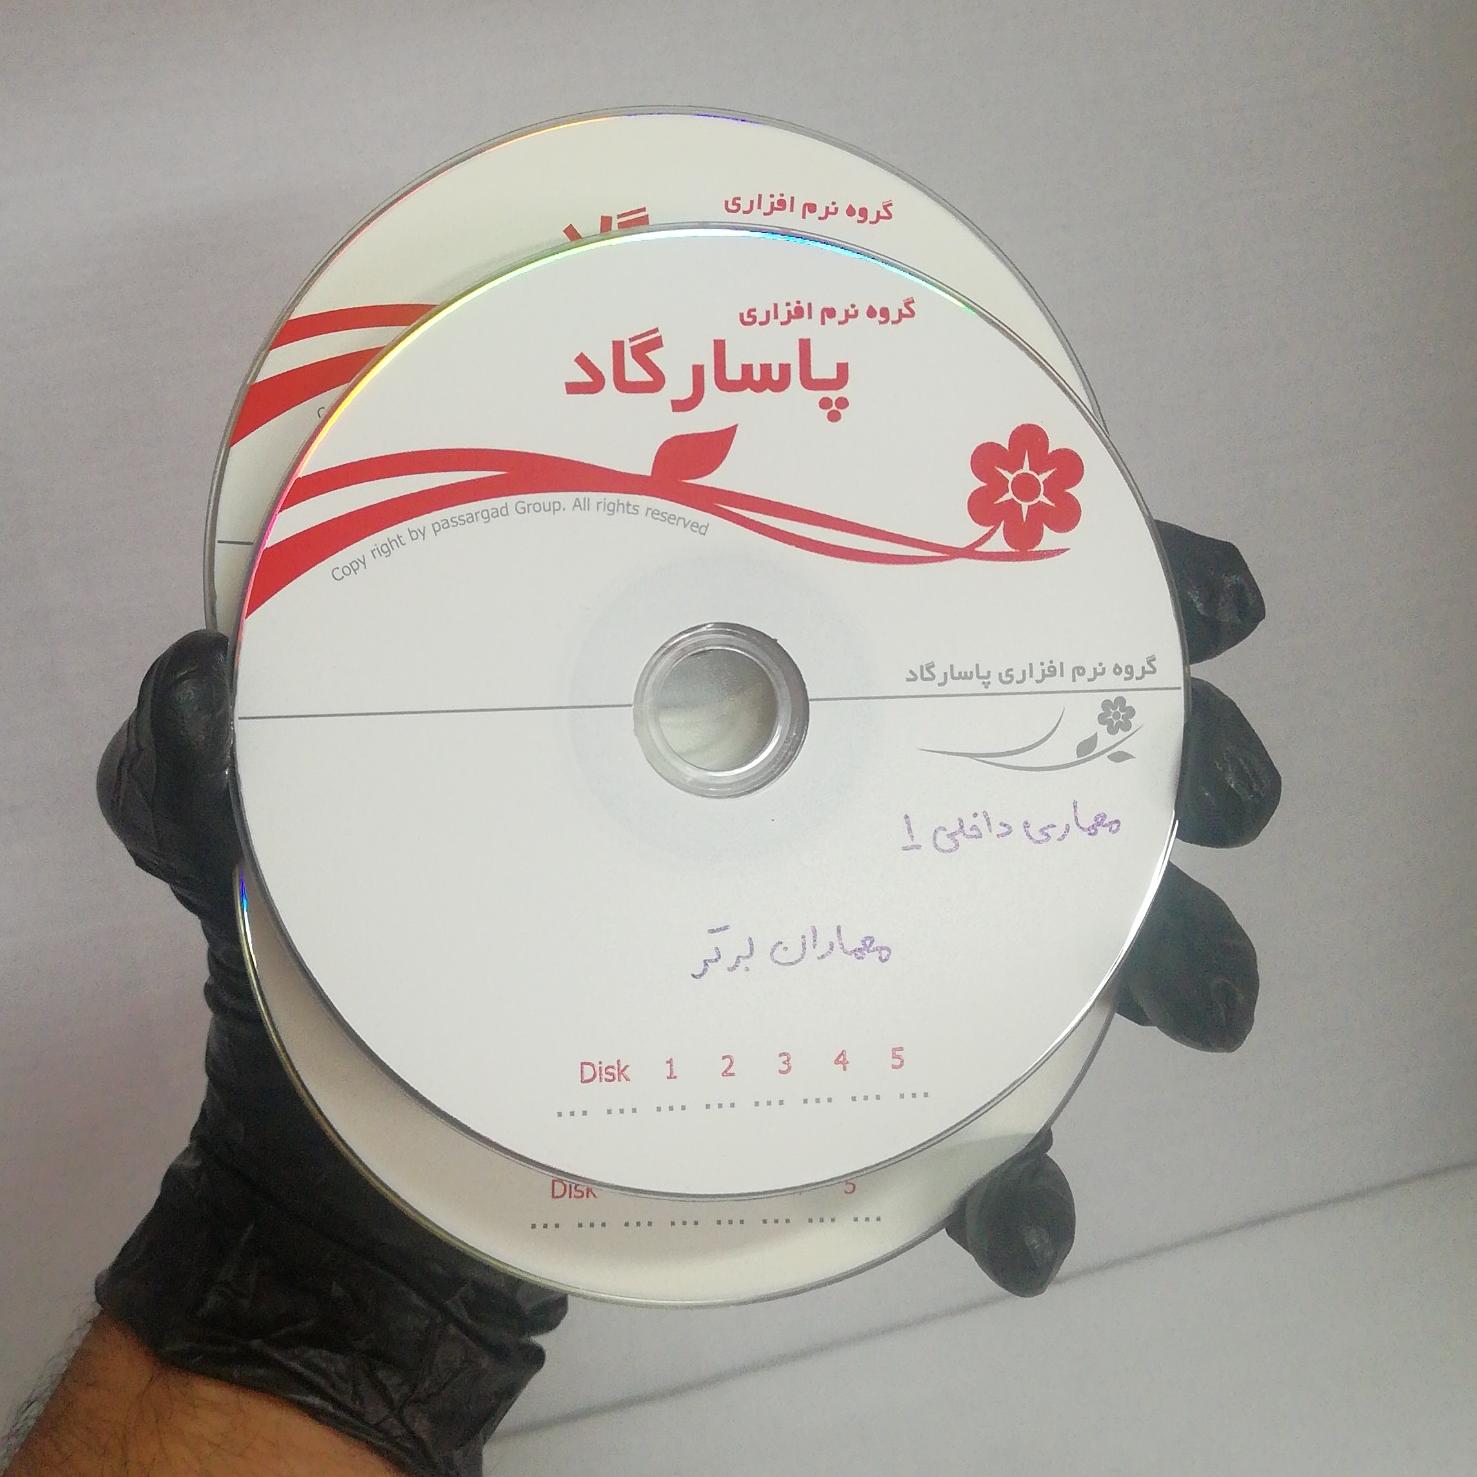 گروه نرم افزاری
گروه نرم افزاری
پاسارگاد
Copy right by passargad Group. All rights reserved
گروه نرم افزاری پاسارگاد
معماری داخلی 1
معماران برتر
Disk 1 2 3 4 5
Disk 5